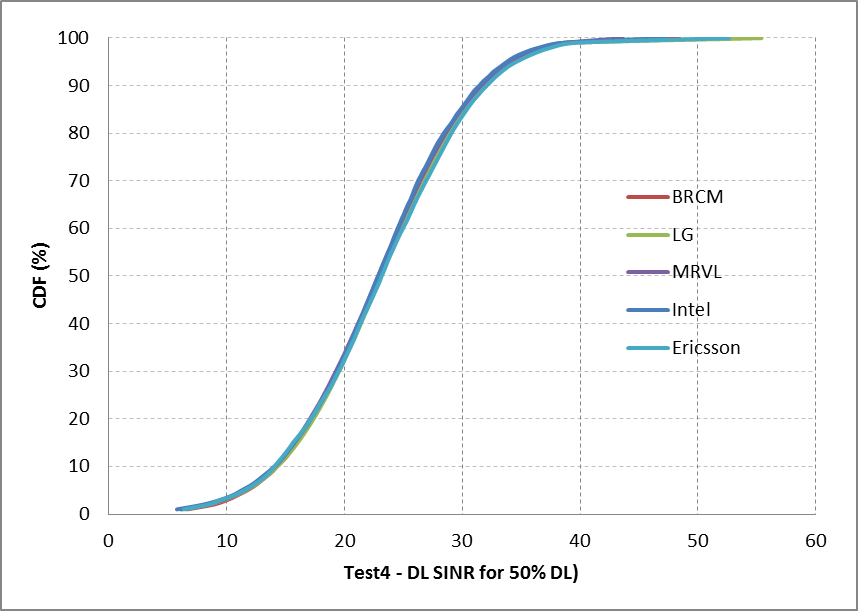 100
90
80
70
60
50
40
30
20
10
0
CDF (%)
BRCM
LG
MRVL
Intel
Ericsson
0 10 20 30 40 50 60
Test4 - DL SINR for 50% DL)